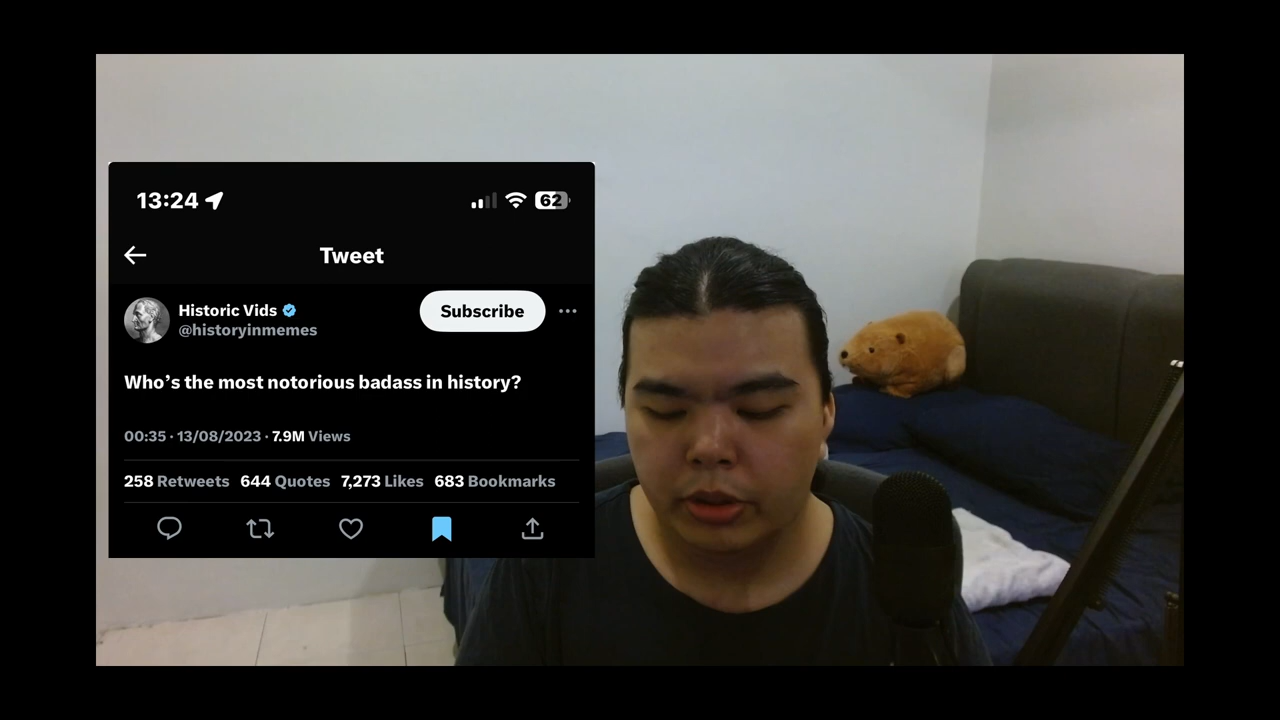 13:24
62
Tweet
Historic Vids
@historyinmemes
Subscribe
Who’s the most notorious badass in history?
00:35 · 13/08/2023 · 7.9M Views
258 Retweets 644 Quotes 7,273 Likes 683 Bookmarks